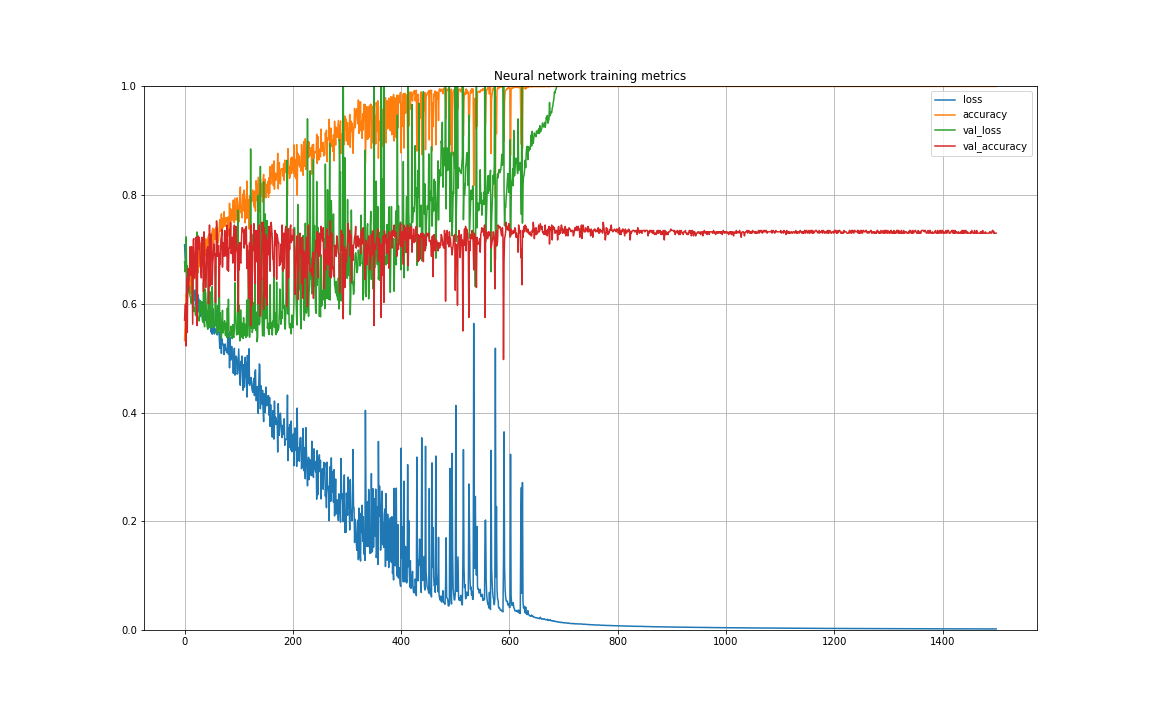 Neural network training metrics
1.0
0.8
0.6
0.4
0.2
0.0
0 200 400 600 800 1000 1200 1400
loss
accuracy
val_loss
val_accuracy